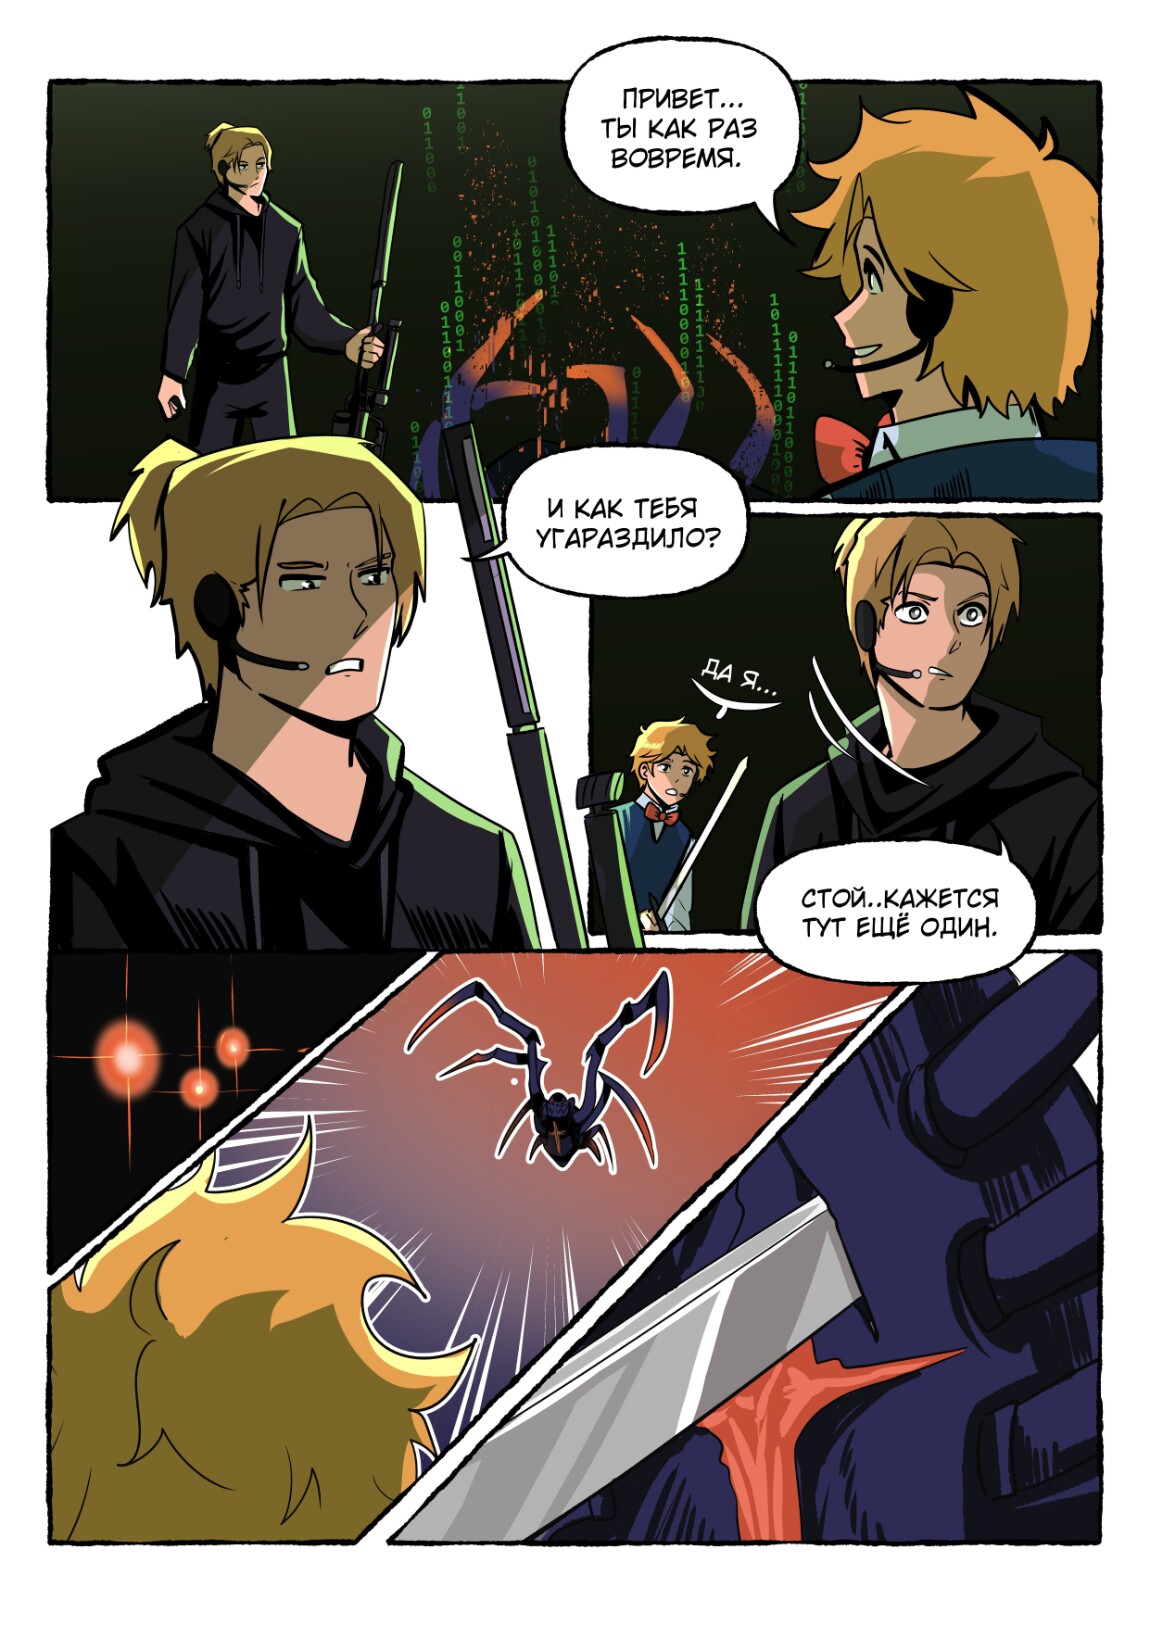 ПРИВЕТ...
ТЫ КАК РАЗ
ВОВРЕМЯ.
И КАК ТЕБЯ
УГАРАЗДИЛО?
ДА Я...
СТОЙ..КАЖЕТСЯ
ТУТ ЕЩЁ ОДИН.